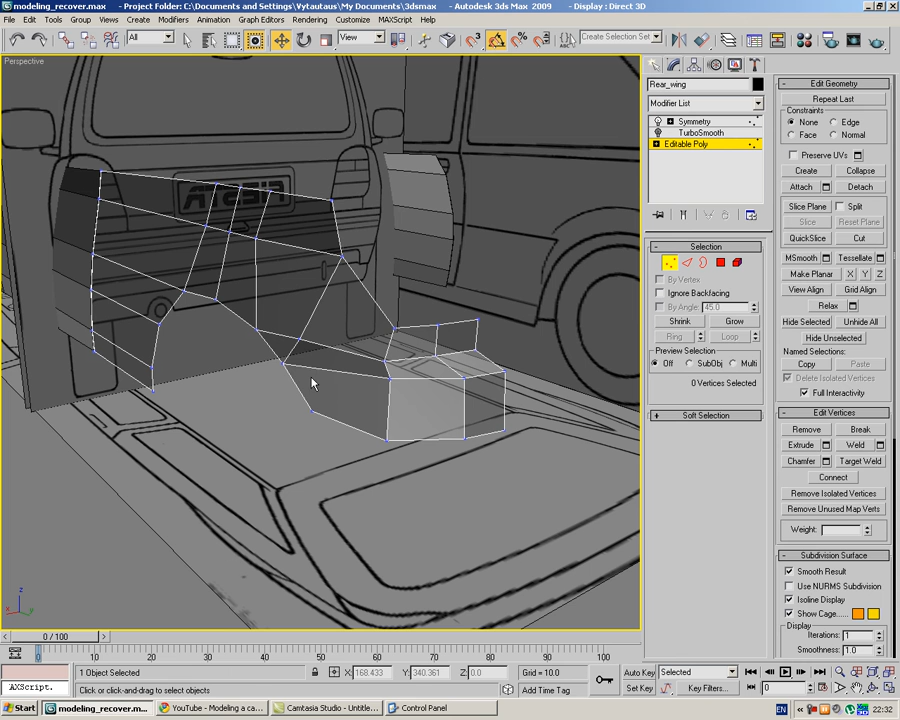 modeling_recover.max - Project Folder: C:\Documents and Settings\Vytautaus\My Documents\3dsmax - Autodesk 3ds Max 2009 - Display : Direct 3D
File Edit Tools Group Views Create Modifiers Animation Graph Editors Rendering Customize MAXScript Help
All View Create Selection Set
Perspective
Rear_wing
Modifier List
Symmetry
TurboSmooth
Editable Poly
Selection
By Vertex
Ignore Backfacing
By Angle: 45.0
Shrink Grow
Ring Loop
Preview Selection
Off SubObj Multi
0 Vertices Selected
Soft Selection
Edit Geometry
Repeat Last
Constraints
None Edge
Face Normal
Preserve UVs
Create Collapse
Attach Detach
Slice Plane Split
Slice Reset Plane
QuickSlice Cut
MSmooth Tessellate
Make Planar X Y Z
View Align Grid Align
Relax
Hide Selected Unhide All
Hide Unselected
Named Selections:
Copy Paste
Delete Isolated Vertices
Full Interactivity
Edit Vertices
Remove Break
Extrude Weld
Chamfer Target Weld
Connect
Remove Isolated Vertices
Remove Unused Map Verts
Weight:
Subdivision Surface
Smooth Result
Use NURMS Subdivision
Isoline Display
Show Cage......
Display
Iterations: 1
Smoothness: 1.0
z
x
y
0 / 100
0 10 20 30 40 50 60 70 80 90 100
1 Object Selected X: 168.433 Y: 340.361 Z: 0.0 Grid = 10.0 Auto Key Selected
AXScript. Click or click-and-drag to select objects Add Time Tag Set Key Key Filters... 0
Start modeling_recover.ma... YouTube - Modeling a ca... Camtasia Studio - Untitle... Control Panel EN 22:32